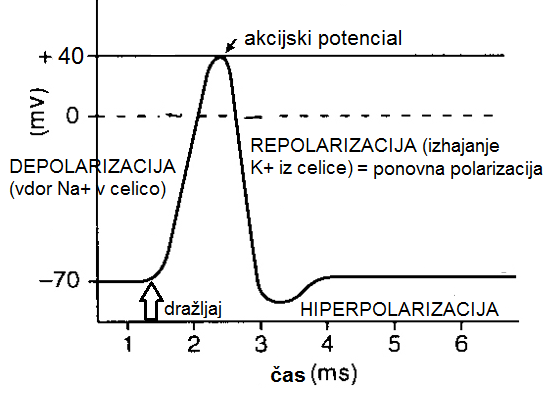 +40
akcijski potencial
(mV)
0
DEPOLARIZACIJA
(vdor Na+ v celico)
REPOLARIZACIJA (izhajanje
K+ iz celice) = ponovna polarizacija
-70
dražljaj
HIPERPOLARIZACIJA
1 2 3 4 5 6
čas (ms)